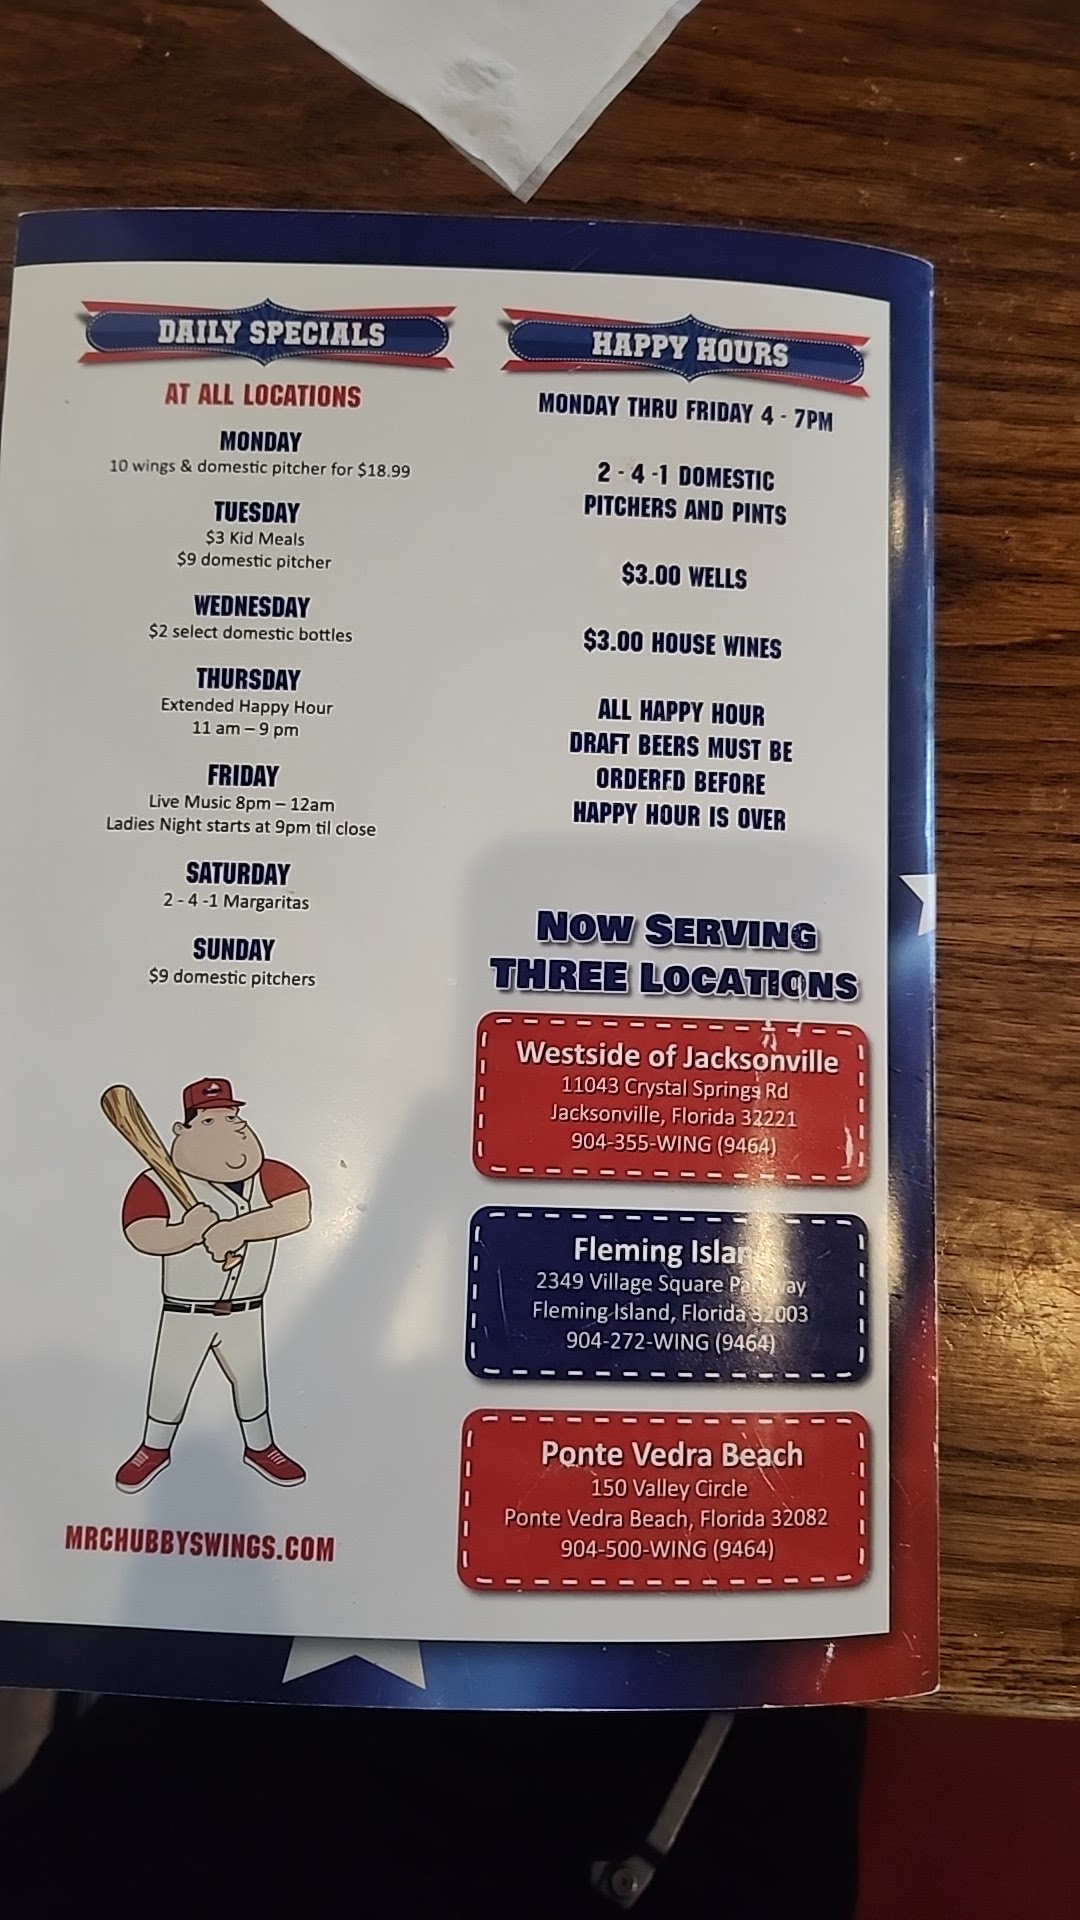 DAILY SPECIALS
AT ALL LOCATIONS
MONDAY
10 wings & domestic pitcher for $18.99
TUESDAY
$3 Kid Meals
$9 domestic pitcher
WEDNESDAY
$2 select domestic bottles
THURSDAY
Extended Happy Hour
11 am – 9 pm
FRIDAY
Live Music 8pm – 12am
Ladies Night starts at 9pm til close
SATURDAY
2 - 4 -1 Margaritas
SUNDAY
$9 domestic pitchers
MRCHUBBYSWINGS.COM
HAPPY HOURS
MONDAY THRU FRIDAY 4 - 7PM
2 - 4 -1 DOMESTIC
PITCHERS AND PINTS
$3.00 WELLS
$3.00 HOUSE WINES
ALL HAPPY HOUR
DRAFT BEERS MUST BE
ORDERED BEFORE
HAPPY HOUR IS OVER
NOW SERVING
THREE LOCATIONS
Westside of Jacksonville
11043 Crystal Springs Rd
Jacksonville, Florida 32221
904-355-WING (9464)
Fleming Island
2349 Village Square Parkway
Fleming Island, Florida 32003
904-272-WING (9464)
Ponte Vedra Beach
150 Valley Circle
Ponte Vedra Beach, Florida 32082
904-500-WING (9464)